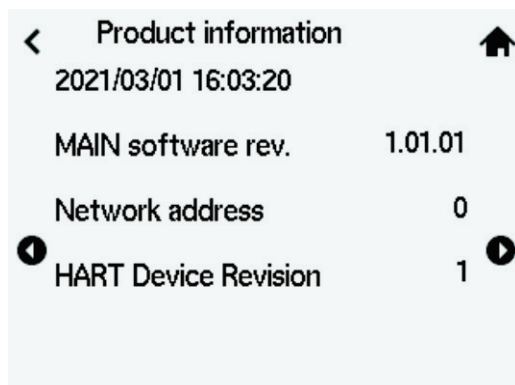 Product information
2021/03/01 16:03:20
MAIN software rev. 1.01.01
Network address 0
HART Device Revision 1